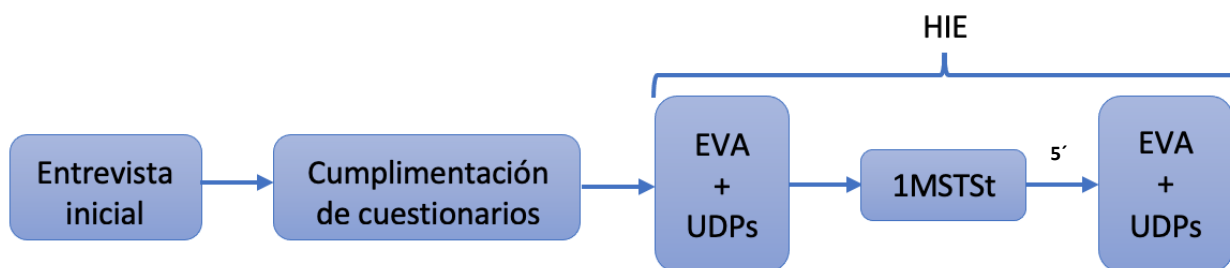 HIE
Entrevista
inicial
Cumplimentación
de cuestionarios
EVA
+
UDPs
1MSTSt
5´
EVA
+
UDPs